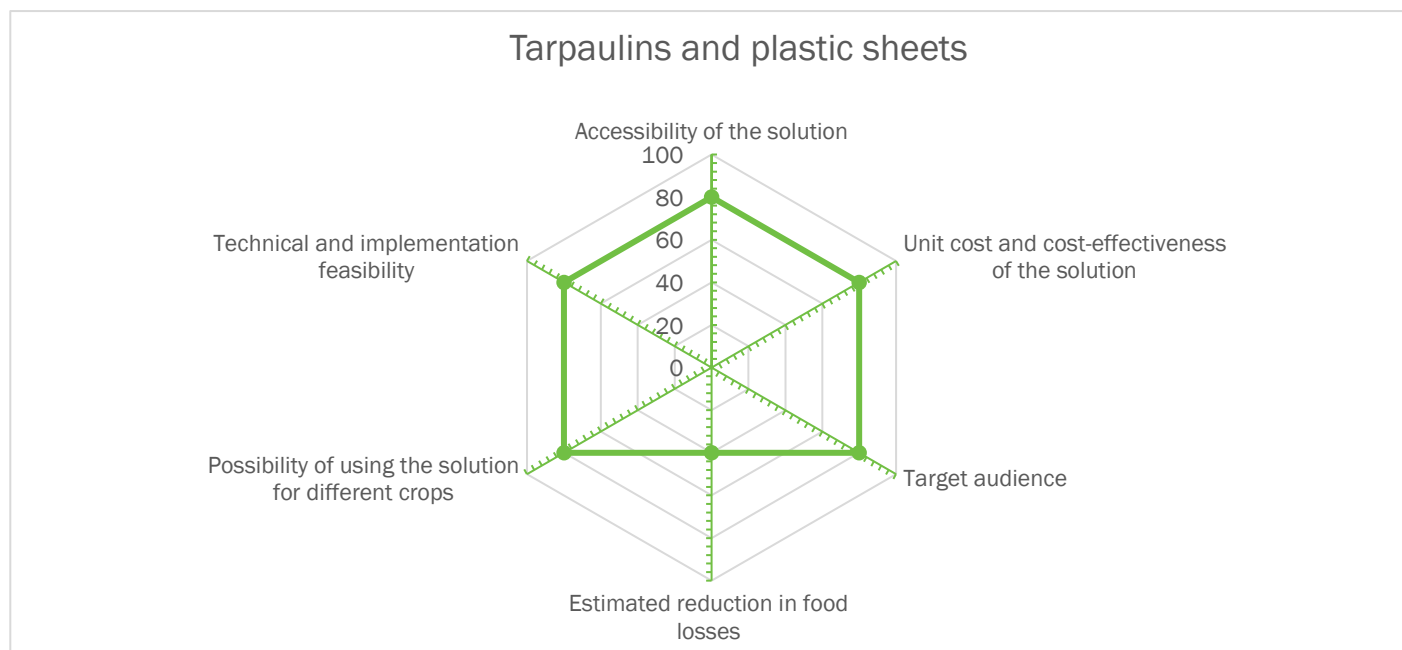 Tarpaulins and plastic sheets
Accessibility of the solution
100
80
60
40
20
0
Unit cost and cost-effectiveness
of the solution
Target audience
Estimated reduction in food
losses
Possibility of using the solution
for different crops
Technical and implementation
feasibility